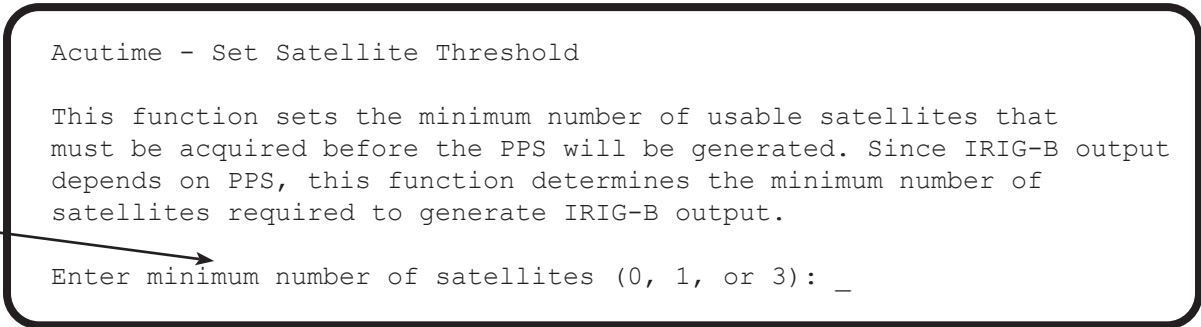 Acutime - Set Satellite Threshold
This function sets the minimum number of usable satellites that
must be acquired before the PPS will be generated. Since IRIG-B output
depends on PPS, this function determines the minimum number of
satellites required to generate IRIG-B output.
Enter minimum number of satellites (0, 1, or 3): _